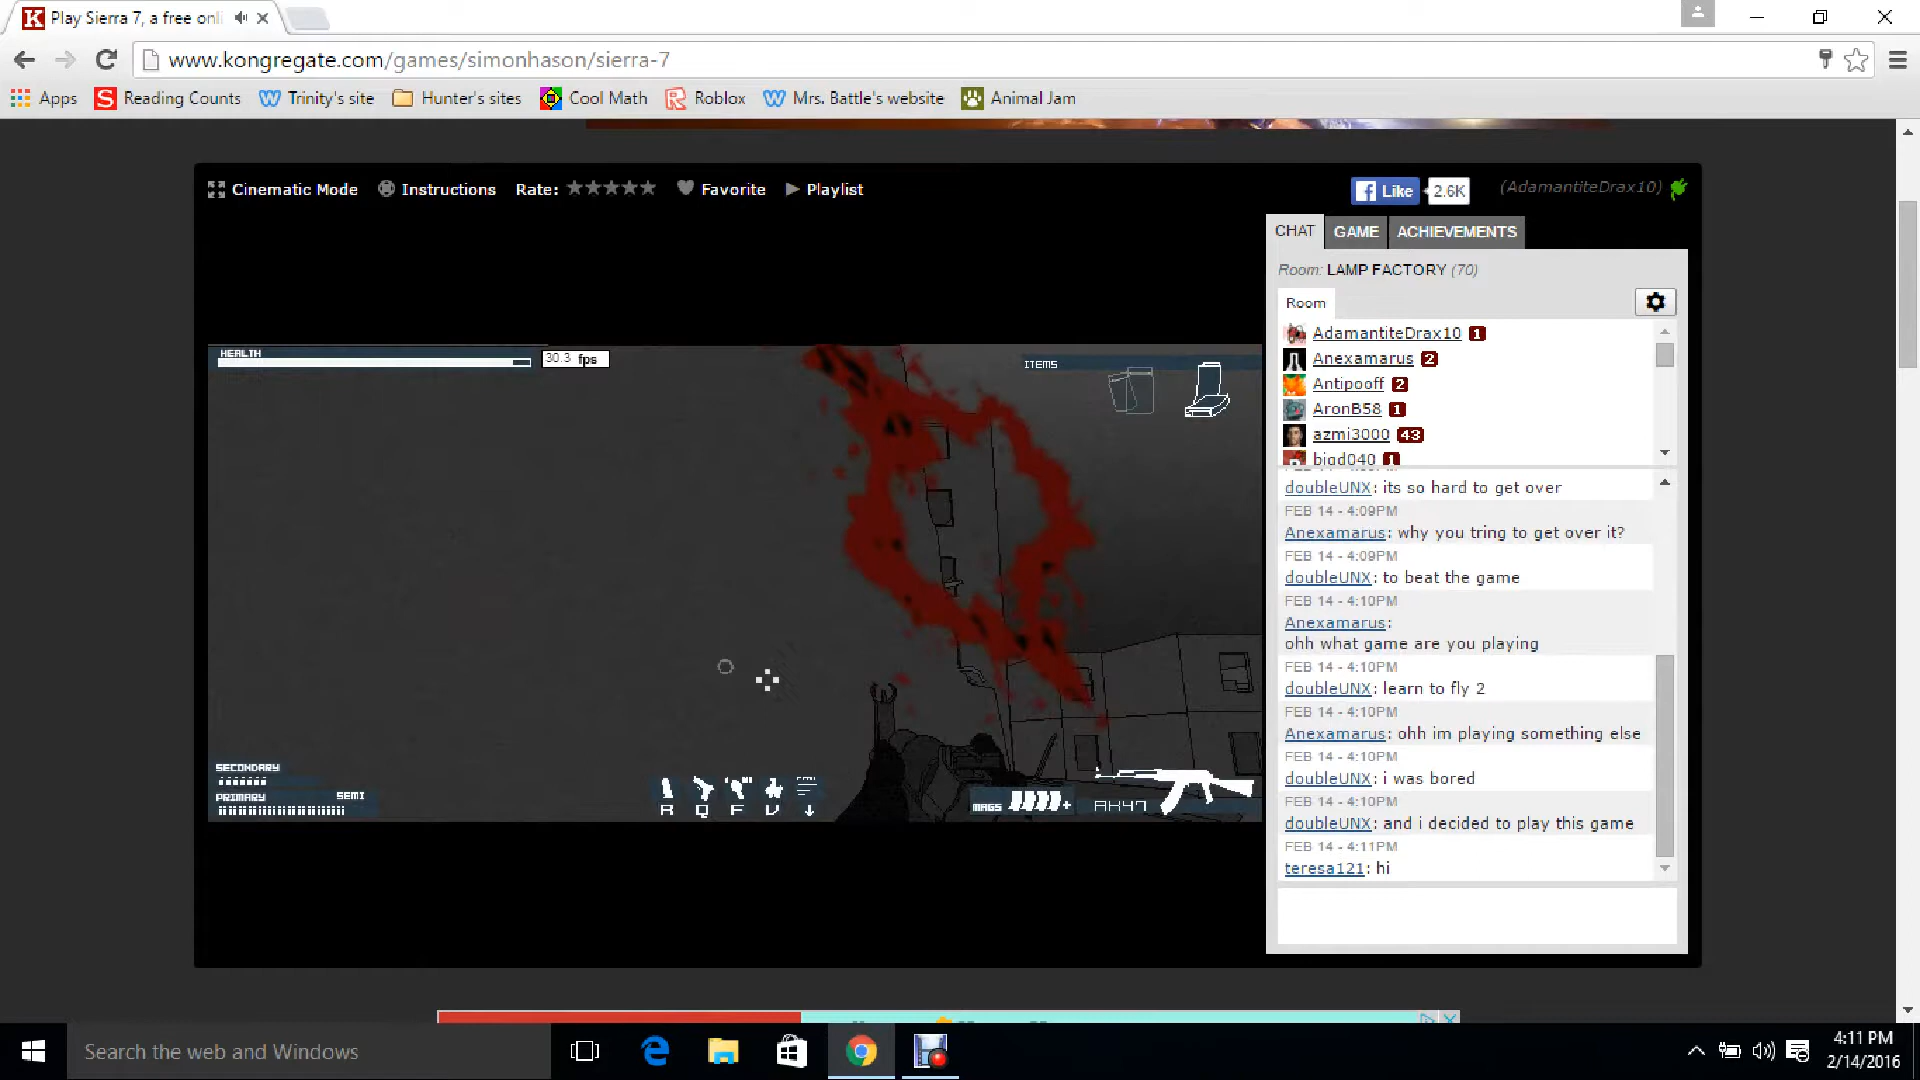 Play Sierra 7, a free onl
www.kongregate.com/games/simonhason/sierra-7
Apps Reading Counts Trinity's site Hunter's sites Cool Math Roblox Mrs. Battle's website Animal Jam
Cinematic Mode Instructions Rate: Favorite Playlist
Like 2.6K (AdamantiteDrax10)
CHAT GAME ACHIEVEMENTS
Room: LAMP FACTORY (70)
Room
AdamantiteDrax10 1
Anexamarus 2
Antipooff 2
AronB58 1
azmi3000 43
bigd040 1
doubleUNX: its so hard to get over
FEB 14 - 4:09PM
Anexamarus: why you tring to get over it?
FEB 14 - 4:09PM
doubleUNX: to beat the game
FEB 14 - 4:10PM
Anexamarus:
ohh what game are you playing
FEB 14 - 4:10PM
doubleUNX: learn to fly 2
FEB 14 - 4:10PM
Anexamarus: ohh im playing something else
FEB 14 - 4:10PM
doubleUNX: i was bored
FEB 14 - 4:10PM
doubleUNX: and i decided to play this game
FEB 14 - 4:11PM
teresa121: hi
HEALTH
30.3 fps
ITEMS
SECONDARY
PRIMARY SEMI
R Q F V
MAGS + AK47
Search the web and Windows
4:11 PM
2/14/2016